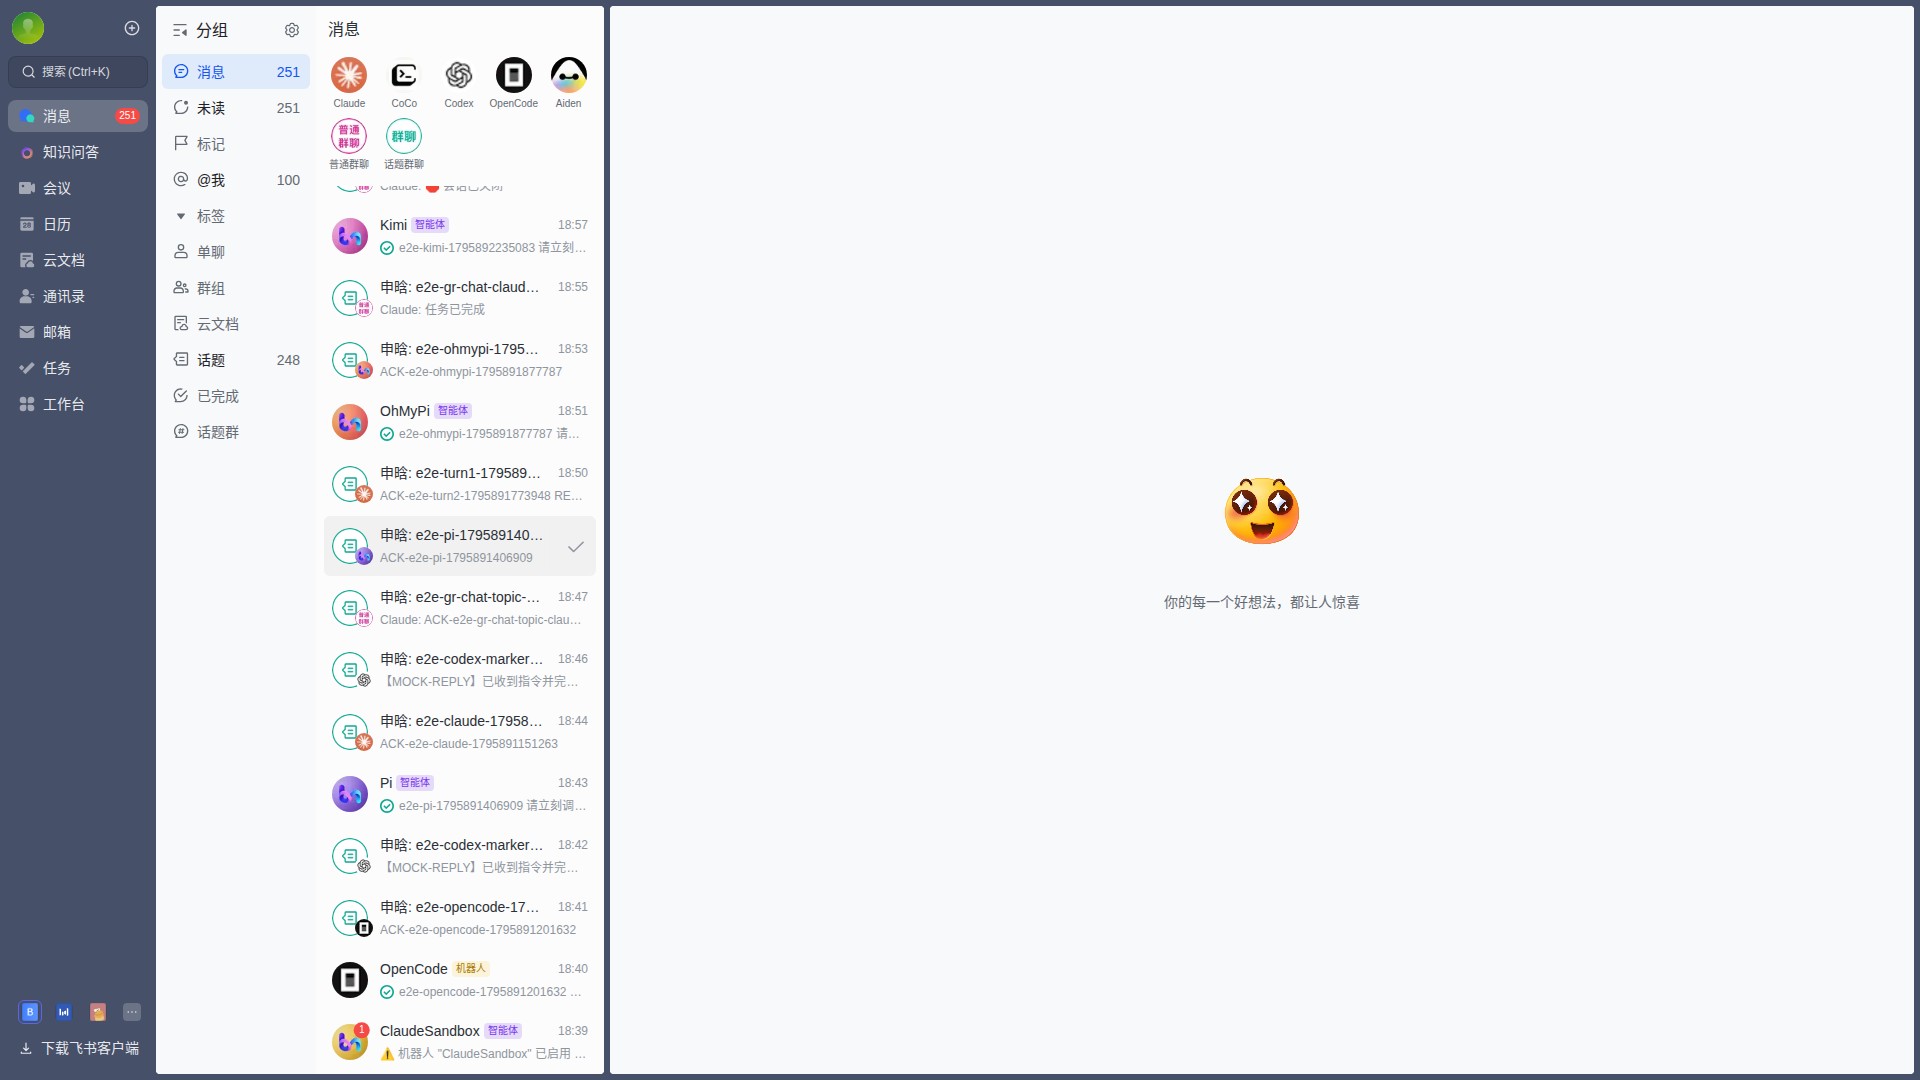 搜索 (Ctrl+K)
消息 251
知识问答
会议
日历
云文档
通讯录
邮箱
任务
工作台
下载飞书客户端
分组
消息 251
未读 251
标记
@我 100
标签
单聊
群组
云文档
话题 248
已完成
话题群
消息
Claude CoCo Codex OpenCode Aiden
普通群聊 群聊
普通群聊 话题群聊
Claude: 会话已关闭
Kimi 智能体 18:57
e2e-kimi-1795892235083 请立刻…
申晗: e2e-gr-chat-claud… 18:55
Claude: 任务已完成
申晗: e2e-ohmypi-1795… 18:53
ACK-e2e-ohmypi-1795891877787
OhMyPi 智能体 18:51
e2e-ohmypi-1795891877787 请…
申晗: e2e-turn1-179589… 18:50
ACK-e2e-turn2-1795891773948 RE…
申晗: e2e-pi-179589140…
ACK-e2e-pi-1795891406909
申晗: e2e-gr-chat-topic-… 18:47
Claude: ACK-e2e-gr-chat-topic-clau…
申晗: e2e-codex-marker… 18:46
【MOCK-REPLY】已收到指令并完…
申晗: e2e-claude-17958… 18:44
ACK-e2e-claude-1795891151263
Pi 智能体 18:43
e2e-pi-1795891406909 请立刻调…
申晗: e2e-codex-marker… 18:42
【MOCK-REPLY】已收到指令并完…
申晗: e2e-opencode-17… 18:41
ACK-e2e-opencode-1795891201632
OpenCode 机器人 18:40
e2e-opencode-1795891201632 …
ClaudeSandbox 智能体 18:39
1
机器人 "ClaudeSandbox" 已启用 …
你的每一个好想法，都让人惊喜